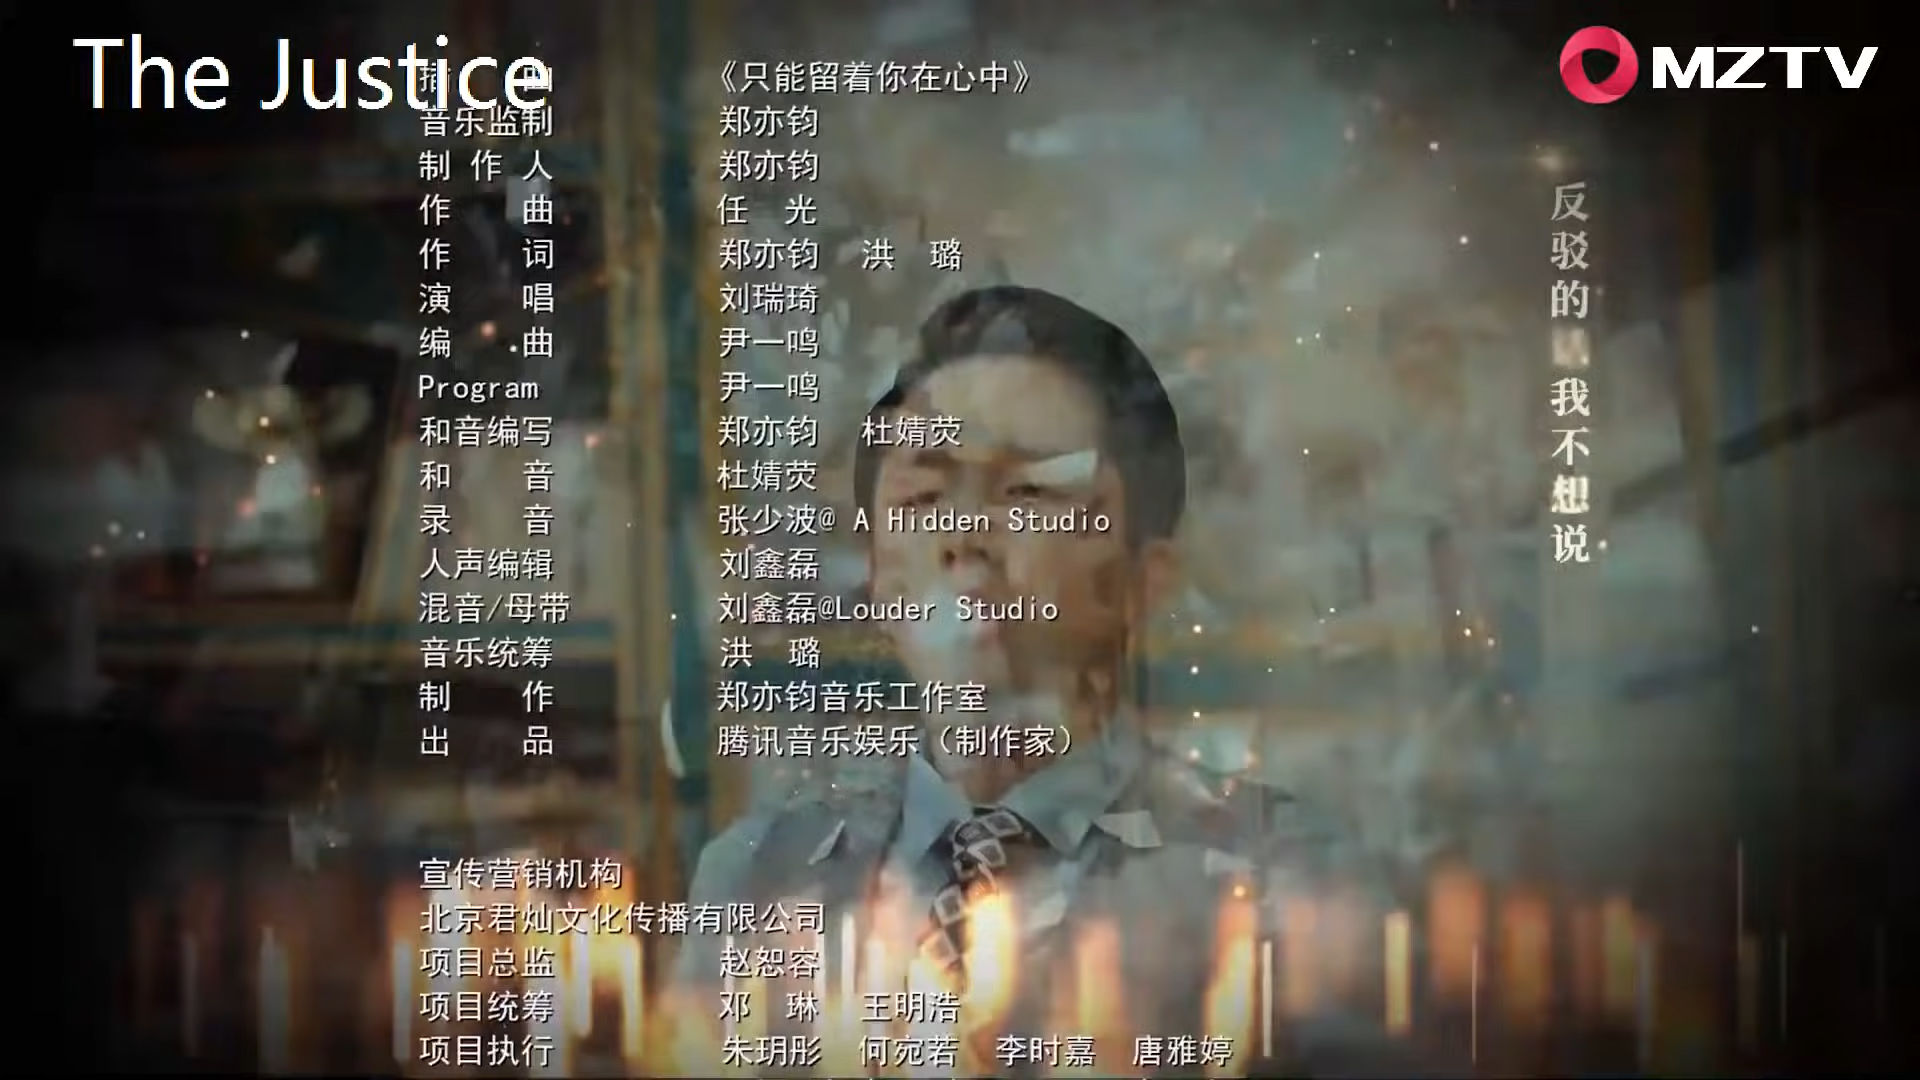 The Justice
MZTV
插 曲 《只能留着你在心中》
音乐监制 郑亦钧
制 作 人 郑亦钧
作 曲 任 光
作 词 郑亦钧 洪 璐
演 唱 刘瑞琦
编 曲 尹一鸣
Program 尹一鸣
和音编写 郑亦钧 杜婧荧
和 音 杜婧荧
录 音 张少波@ A Hidden Studio
人声编辑 刘鑫磊
混音/母带 刘鑫磊@Louder Studio
音乐统筹 洪 璐
制 作 郑亦钧音乐工作室
出 品 腾讯音乐娱乐（制作家）
宣传营销机构
北京君灿文化传播有限公司
项目总监 赵恕容
项目统筹 邓 琳 王明浩
项目执行 朱玥彤 何宛若 李时嘉 唐雅婷
反驳的话我不想说